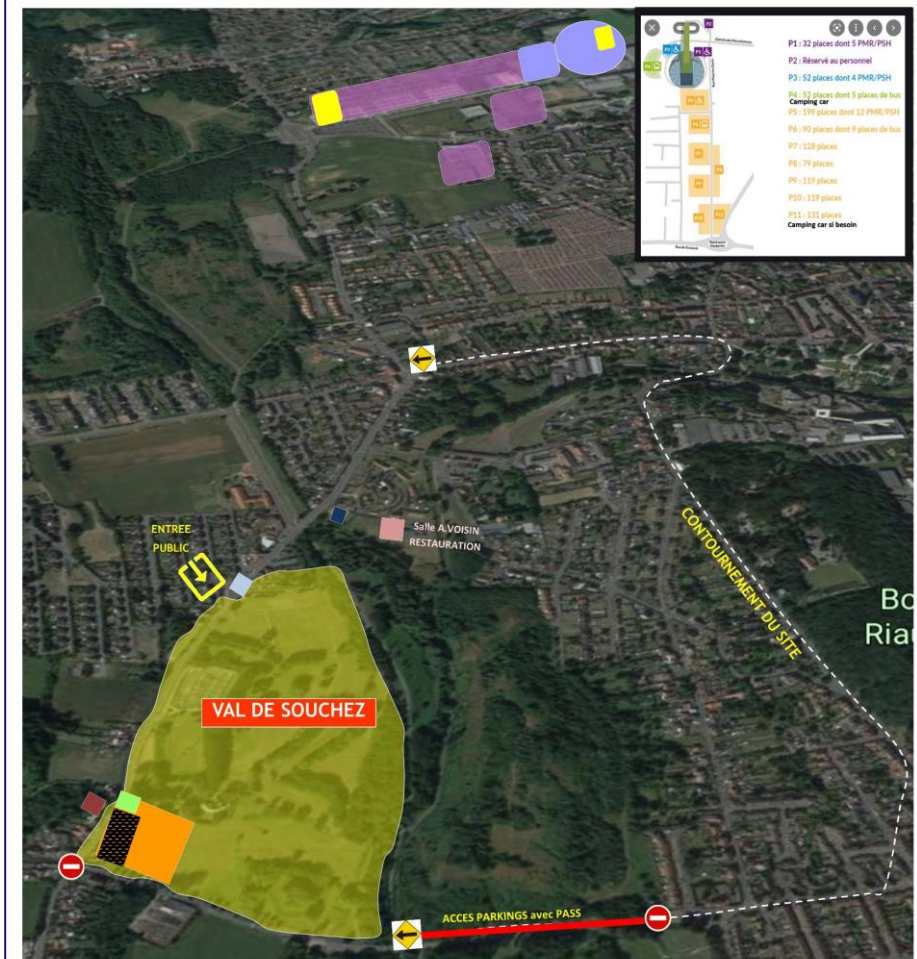 P1 : 32 places dont 5 PMR/PSH
P2 : Réservé au personnel
P3 : 52 places dont 4 PMR/PSH
P4 : 52 places dont 5 places de bus
Camping car
P5 : 199 places dont 12 PMR/PSH
P6 : 90 places dont 9 places de bus
P7 : 128 places
P8 : 79 places
P9 : 119 places
P10 : 119 places
P11 : 131 places
Camping car si besoin
Salle A.VOISIN
RESTAURATION
ENTREE
PUBLIC
CONTOURNEMENT DU SITE
Bo
Ria
VAL DE SOUCHEZ
ACCES PARKINGS avec PASS